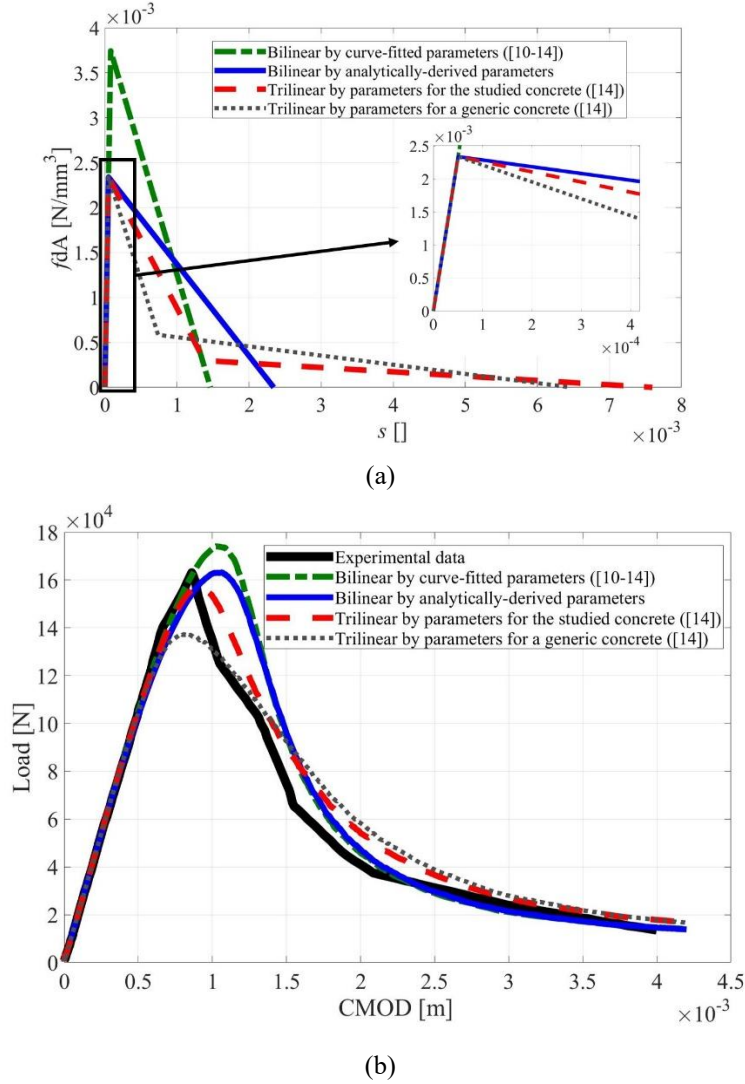 ×10⁻³
4
3.5
3
2.5
2
1.5
1
0.5
0
fdA [N/mm³]
Bilinear by curve-fitted parameters ([10-14])
Bilinear by analytically-derived parameters
Trilinear by parameters for the studied concrete ([14])
Trilinear by parameters for a generic concrete ([14])
×10⁻³
2.5
2
1.5
1
0.5
0
0 1 2 3 4
×10⁻⁴
0 1 2 3 4 5 6 7 8
s []
×10⁻³
(a)
×10⁴
18
16
14
12
10
8
6
4
2
0
Load [N]
Experimental data
Bilinear by curve-fitted parameters ([10-14])
Bilinear by analytically-derived parameters
Trilinear by parameters for the studied concrete ([14])
Trilinear by parameters for a generic concrete ([14])
0 0.5 1 1.5 2 2.5 3 3.5 4 4.5
CMOD [m]
×10⁻³
(b)